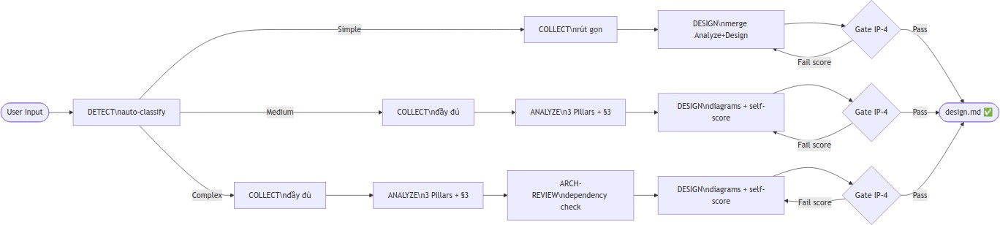 Simple
COLLECT\nrút gọn
DESIGN\nmerge
Analyze+Design
Gate IP-4
Pass
Fail score
User Input
DETECT\nauto-classify
Medium
COLLECT\nđầy đủ
ANALYZE\n3 Pillars + §3
DESIGN\ndiagrams + self-
score
Gate IP-4
Pass
design.md ✅
Fail score
Complex
COLLECT\nđầy đủ
ANALYZE\n3 Pillars + §3
ARCH-
REVIEW\ndependency
check
DESIGN\ndiagrams + self-
score
Gate IP-4
Pass
Fail score